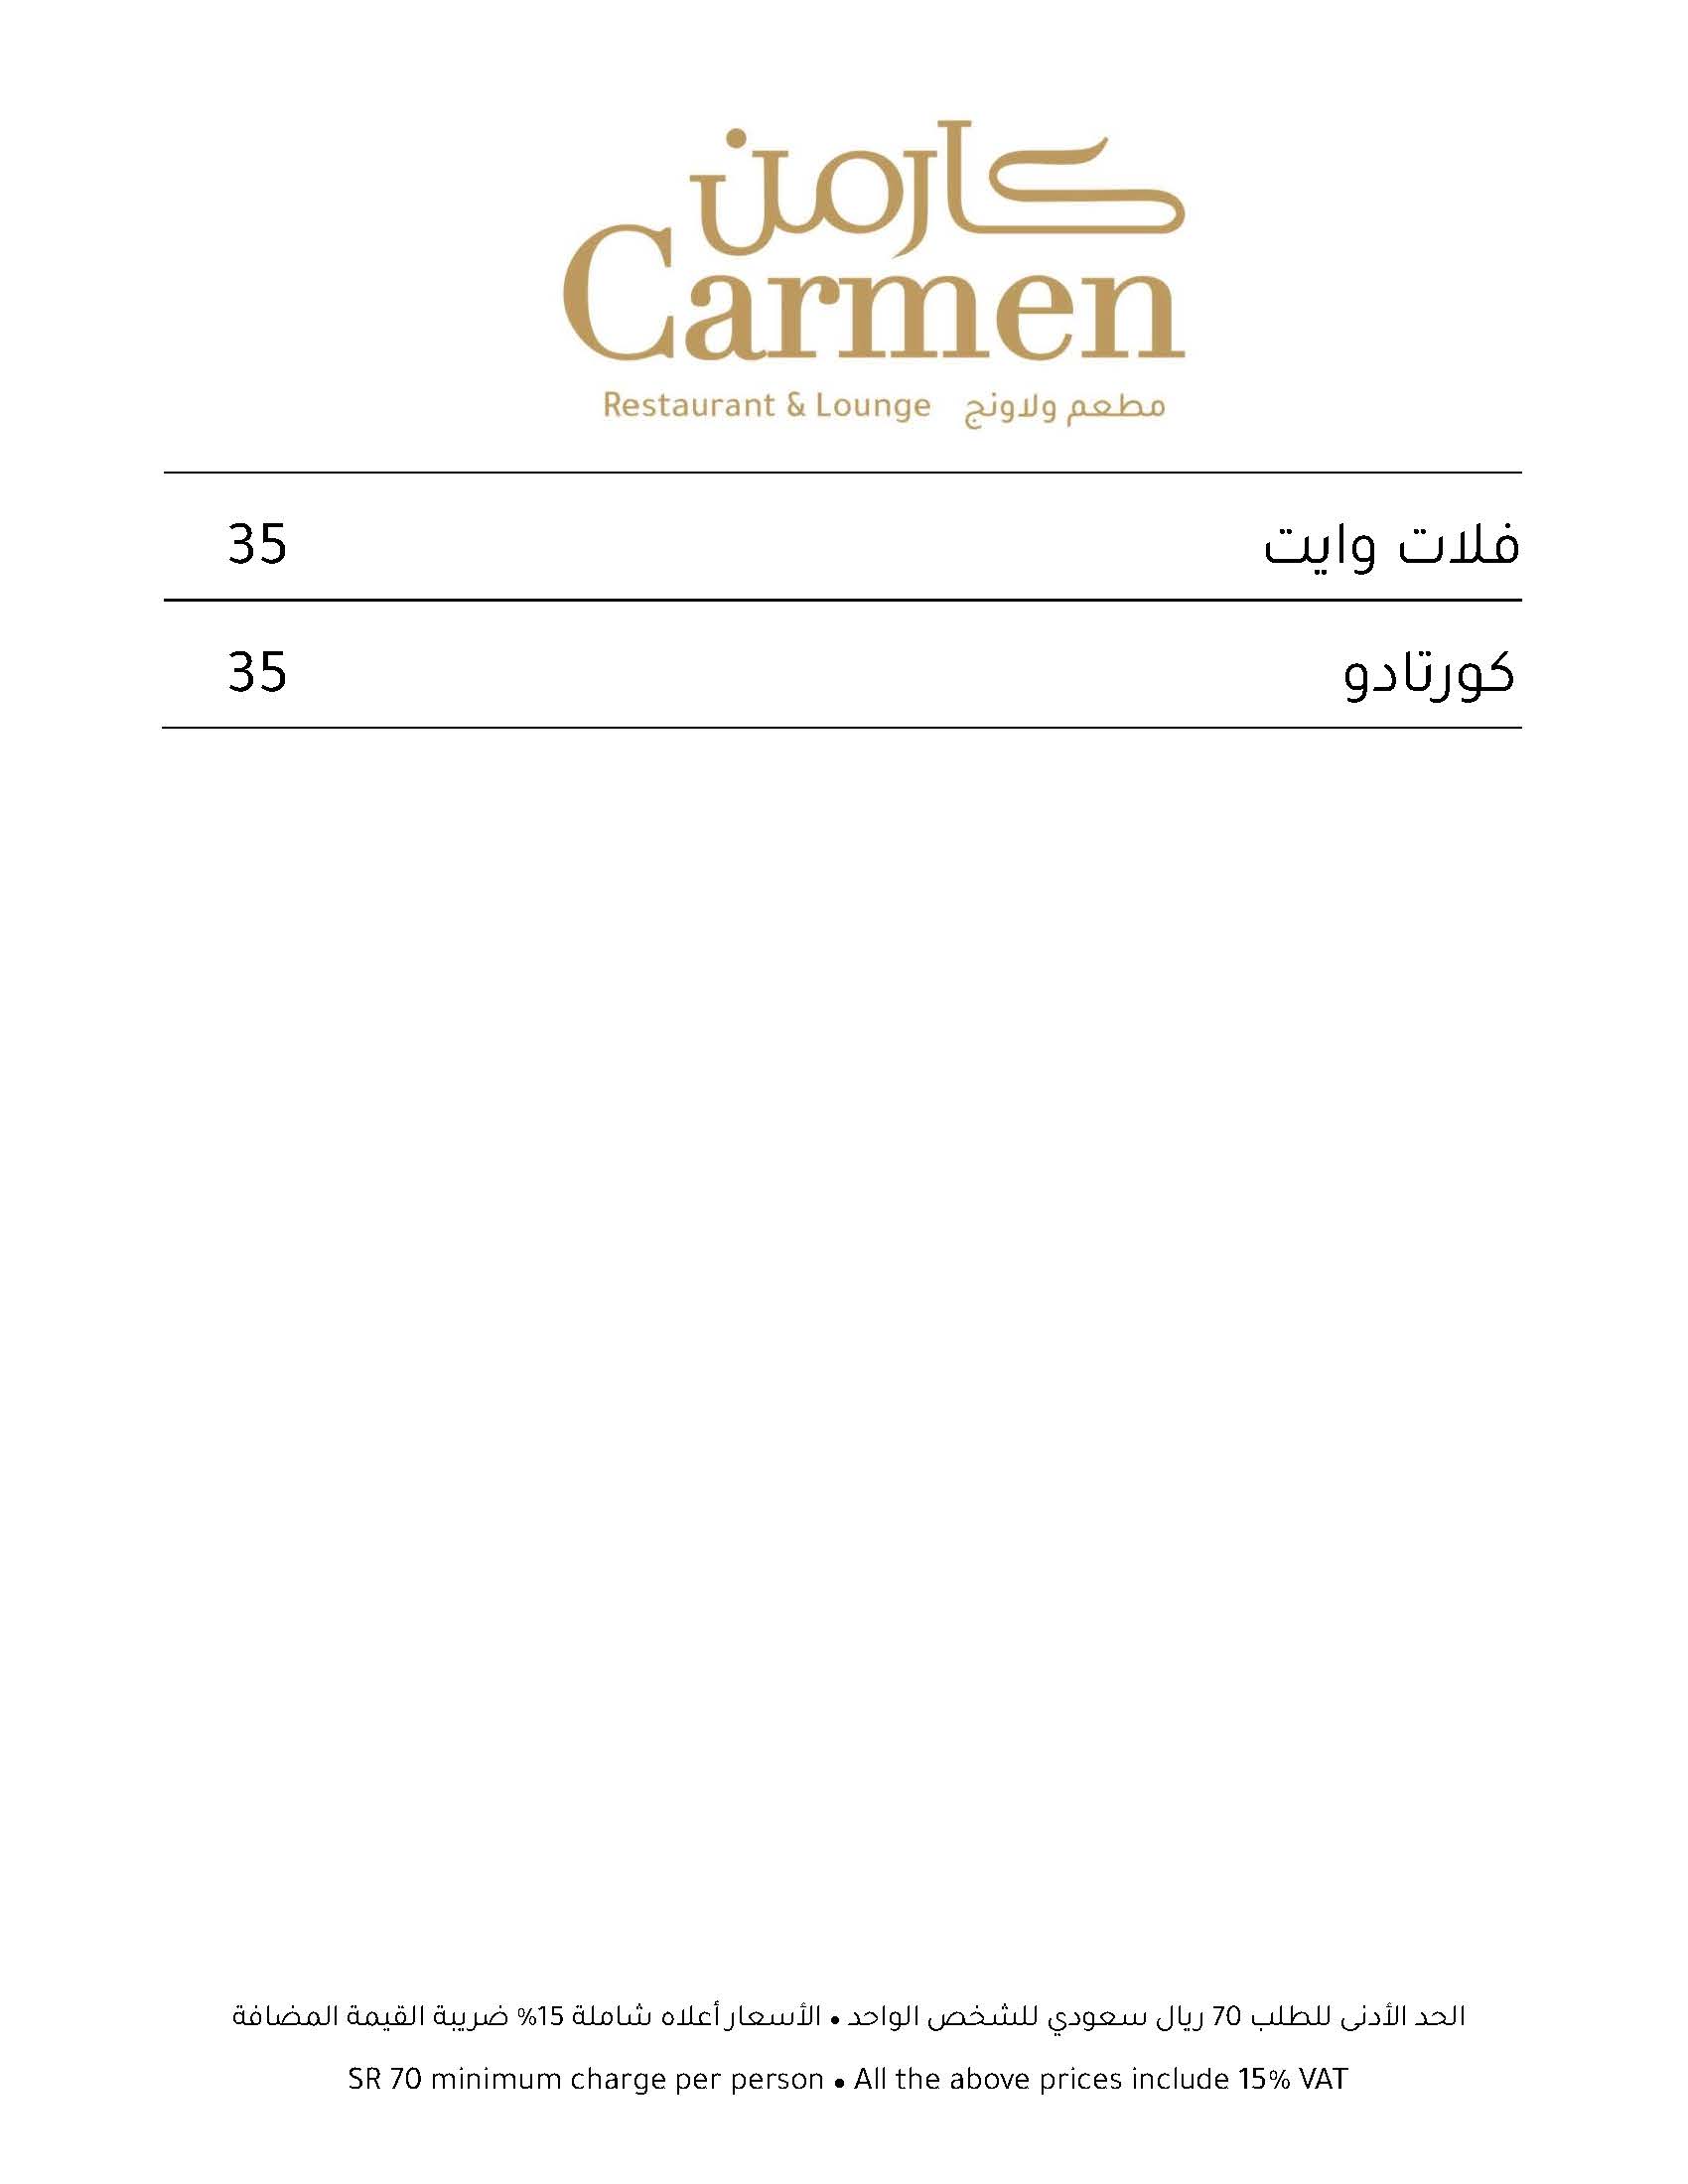 كارمن
Carmen
Restaurant & Lounge مطعم ولاونج
فلات وايت 35
كورتادو 35
الحد الأدنى للطلب 70 ريال سعودي للشخص الواحد • الأسعار أعلاه شاملة 15% ضريبة القيمة المضافة
SR 70 minimum charge per person • All the above prices include 15% VAT